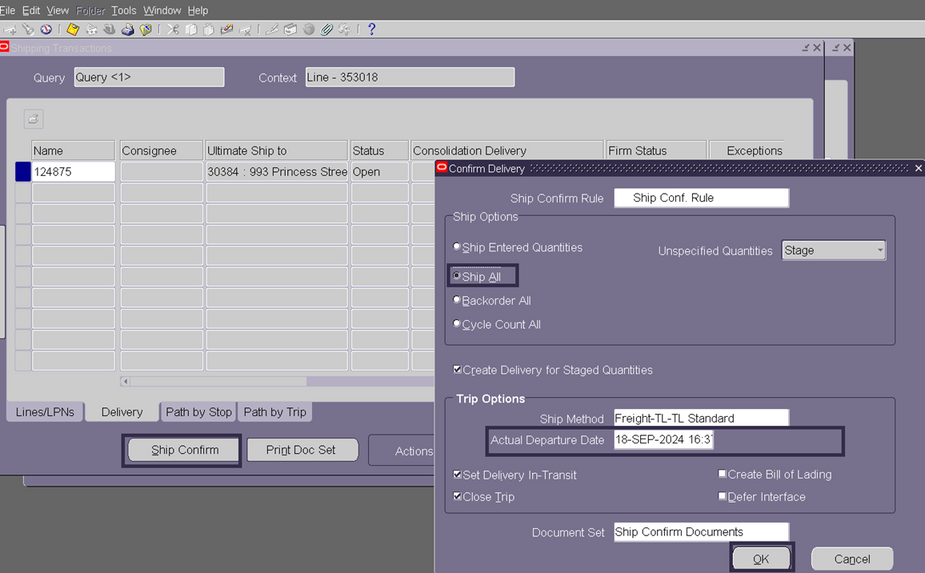 File Edit View Folder Tools Window Help
?
Shipping Transactions
Query Query <1> Context Line - 353018
Name Consignee Ultimate Ship to Status Consolidation Delivery Firm Status Exceptions
124875 30384 : 993 Princess Stree Open
Lines/LPNs Delivery Path by Stop Path by Trip
Ship Confirm Print Doc Set Actions
Confirm Delivery
Ship Confirm Rule Ship Conf. Rule
Ship Options
Ship Entered Quantities Unspecified Quantities Stage
Ship All
Backorder All
Cycle Count All
Create Delivery for Staged Quantities
Trip Options
Ship Method Freight-TL-TL Standard
Actual Departure Date 18-SEP-2024 16:37
Set Delivery In-Transit Create Bill of Lading
Close Trip Defer Interface
Document Set Ship Confirm Documents
OK Cancel